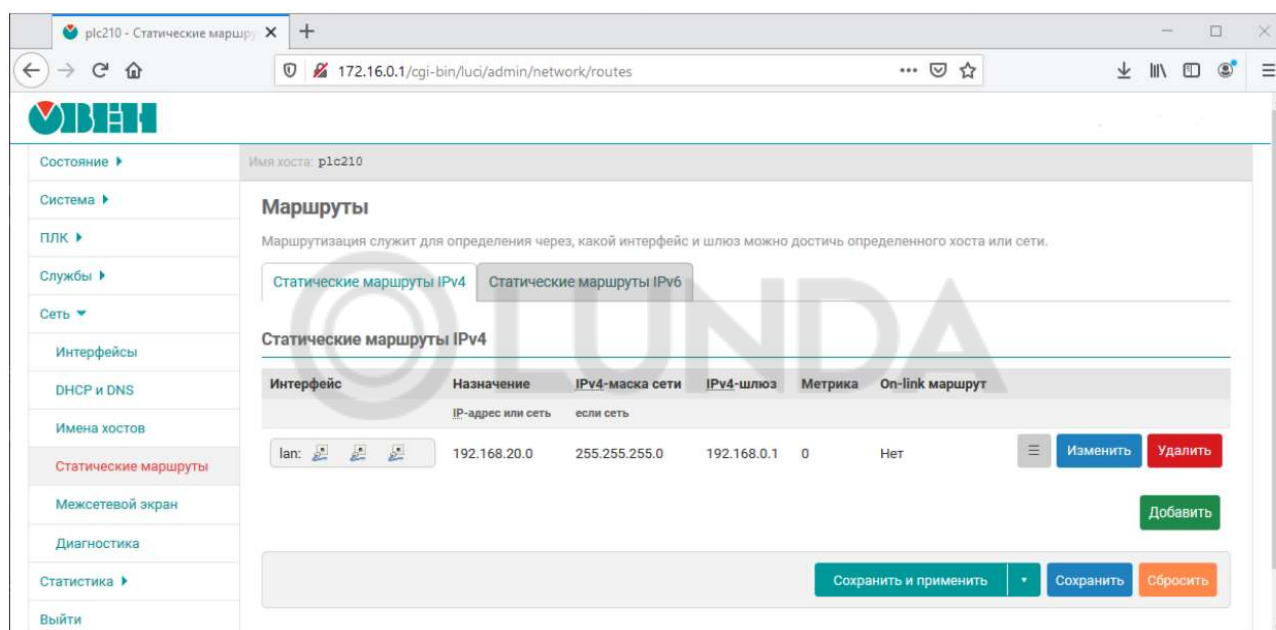 plc210 - Статические маршру
172.16.0.1/cgi-bin/luci/admin/network/routes
ОВЕН
Состояние
Имя хоста: plc210
Система
Маршруты
ПЛК
Маршрутизация служит для определения через, какой интерфейс и шлюз можно достичь определенного хоста или сети.
Службы
Статические маршруты IPv4 Статические маршруты IPv6
Сеть
LUNDA
Статические маршруты IPv4
Интерфейсы
Интерфейс Назначение IPv4-маска сети IPv4-шлюз Метрика On-link маршрут
DHCP и DNS
IP-адрес или сеть если сеть
Имена хостов
lan: 192.168.20.0 255.255.255.0 192.168.0.1 0 Нет Изменить Удалить
Статические маршруты
Межсетевой экран
Добавить
Диагностика
Статистика
Сохранить и применить Сохранить Сбросить
Выйти